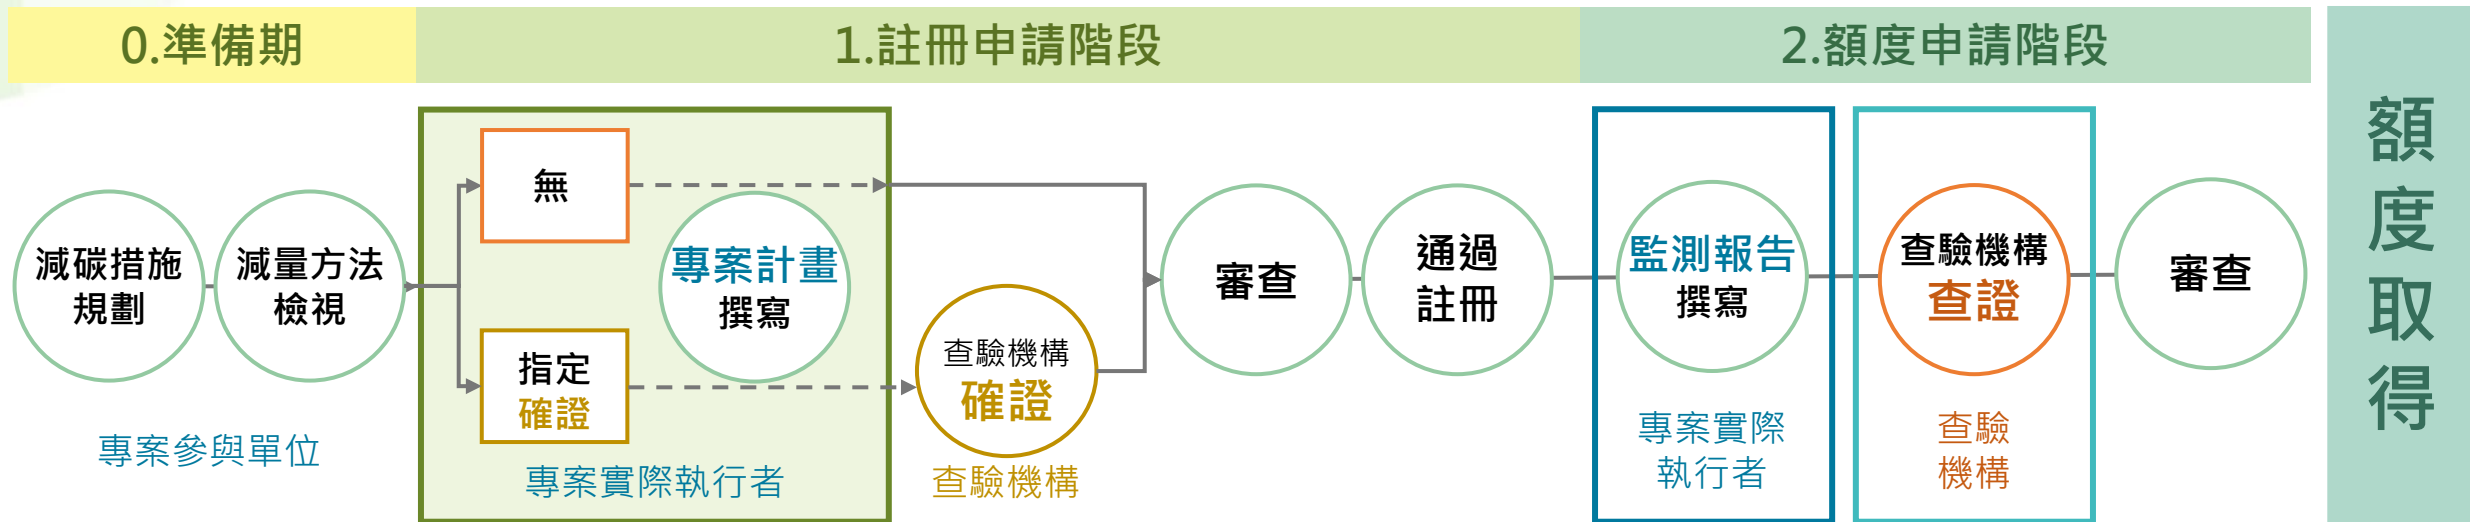 0.準備期
1.註冊申請階段
2.額度申請階段
減碳措施
規劃
減量方法
檢視
專案參與單位
無
指定
確證
專案計畫
撰寫
專案實際執行者
查驗機構
確證
查驗機構
審查
通過
註冊
監測報告
撰寫
專案實際
執行者
查驗機構
查證
查驗
機構
審查
額度取得